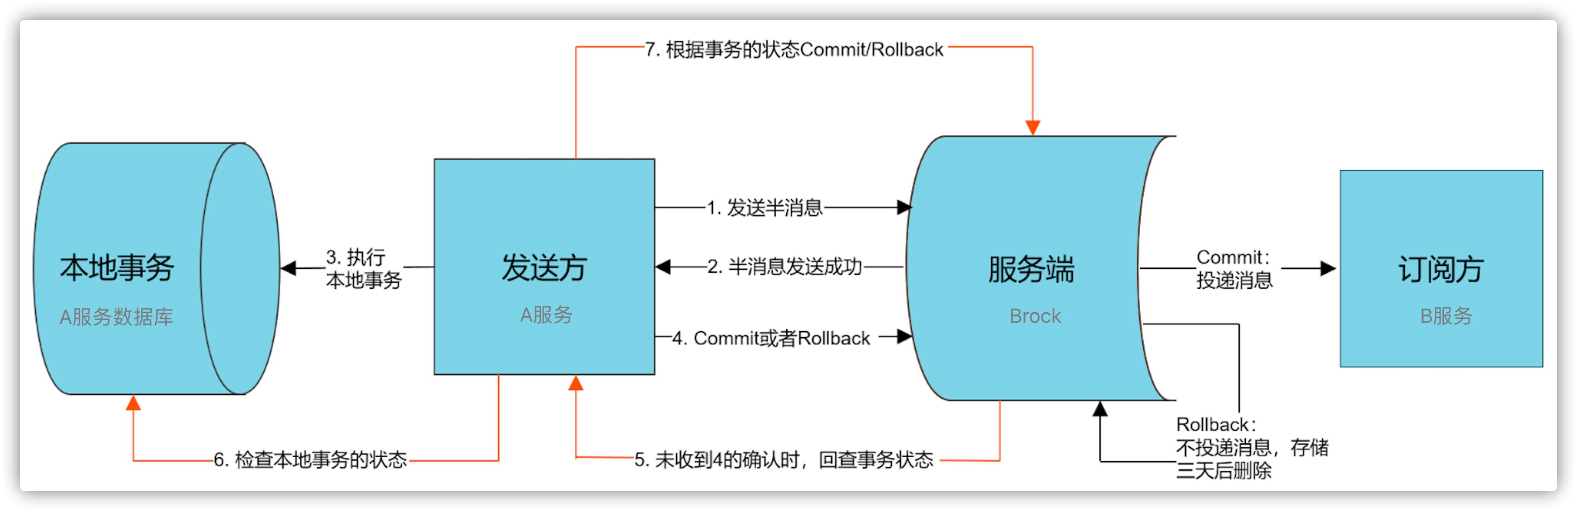 7. 根据事务的状态Commit/Rollback
本地事务
A服务数据库
3. 执行
本地事务
发送方
A服务
1. 发送半消息
2. 半消息发送成功
4. Commit或者Rollback
服务端
Brock
Commit：
投递消息
订阅方
B服务
Rollback：
不投递消息，存储
三天后删除
6. 检查本地事务的状态
5. 未收到4的确认时，回查事务状态